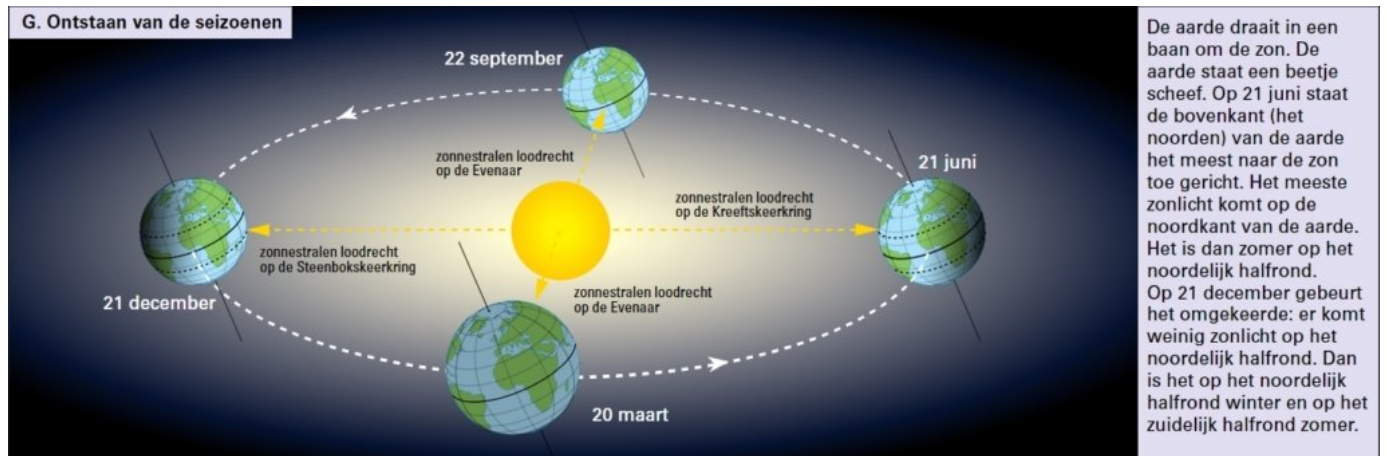 G. Ontstaan van de seizoenen
22 september
zonnestralen loodrecht
op de Evenaar
21 juni
zonnestralen loodrecht
op de Kreeftskeerkring
zonnestralen loodrecht
op de Steenbokskeerkring
21 december
zonnestralen loodrecht
op de Evenaar
20 maart
De aarde draait in een
baan om de zon. De
aarde staat een beetje
scheef. Op 21 juni staat
de bovenkant (het
noorden) van de aarde
het meest naar de zon
toe gericht. Het meeste
zonlicht komt op de
noordkant van de aarde.
Het is dan zomer op het
noordelijk halfrond.
Op 21 december gebeurt
het omgekeerde: er komt
weinig zonlicht op het
noordelijk halfrond. Dan
is het op het noordelijk
halfrond winter en op het
zuidelijk halfrond zomer.